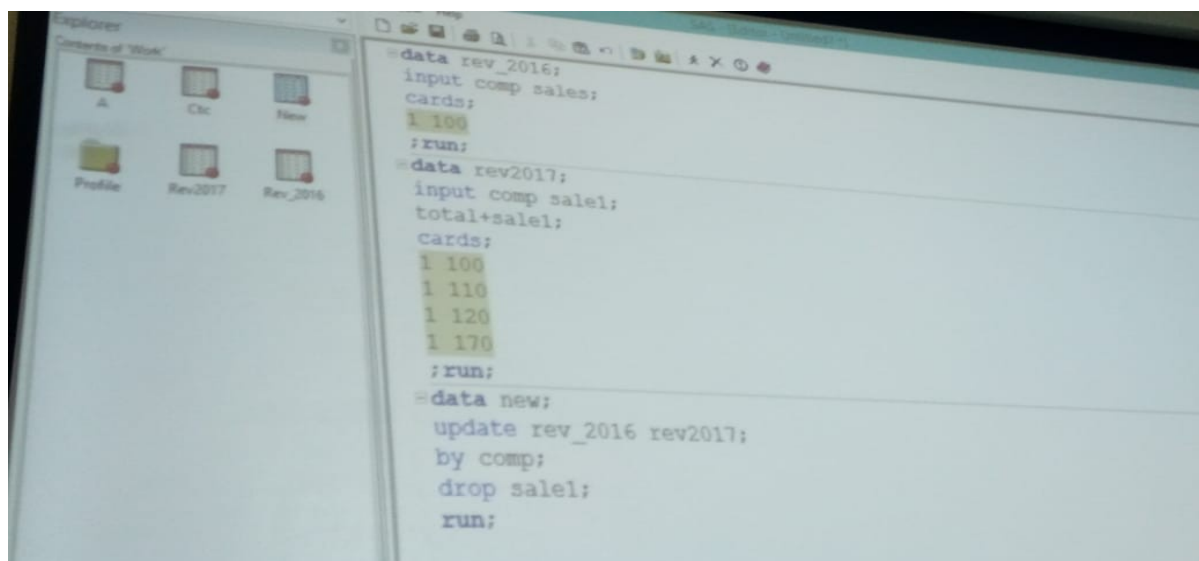 Explorer
Contents of 'Work'
A
Ctc
New
Profile
Rev2017
Rev_2016
Help
data rev_2016;
input comp sales;
cards;
1 100
;run;
data rev2017;
input comp sale1;
total+sale1;
cards;
1 100
1 110
1 120
1 170
;run;
data new;
update rev_2016 rev2017;
by comp;
drop sale1;
run;